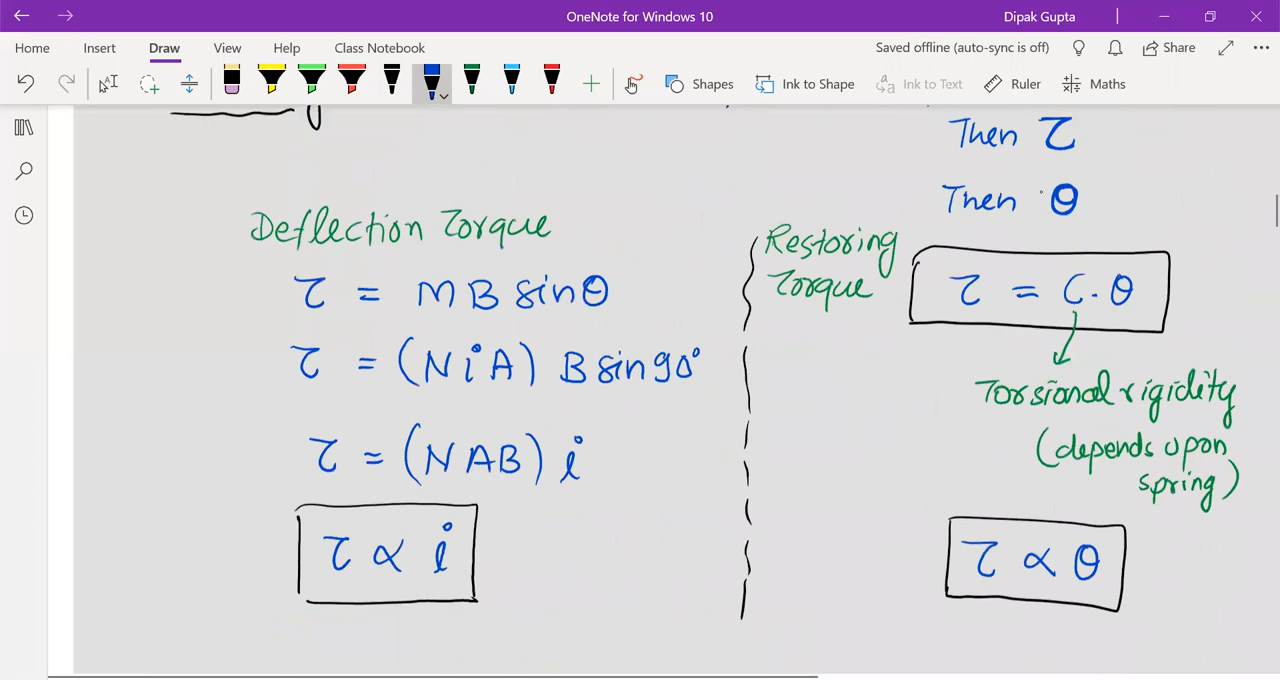 OneNote for Windows 10
Dipak Gupta
Home Insert Draw View Help Class Notebook
Saved offline (auto-sync is off) Share
Shapes Ink to Shape Ink to Text Ruler Maths
Then τ
Then θ
Deflection Torque
τ = MB sinθ
τ = (NiA) B sin90°
τ = (NAB) i
τ ∝ i
Restoring
Torque
τ = C.θ
Torsional rigidity
(depends upon
spring)
τ ∝ θ